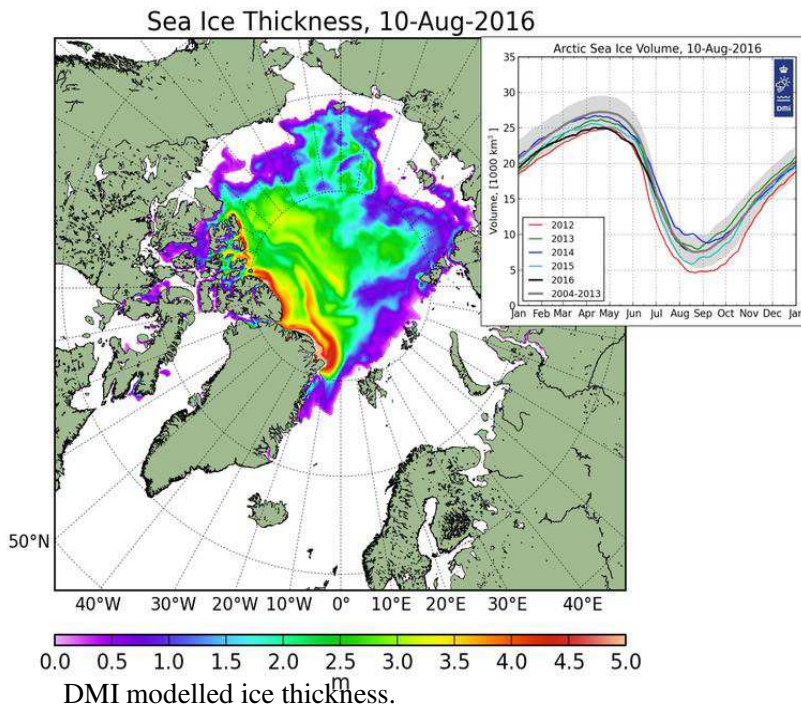 Sea Ice Thickness, 10-Aug-2016
Arctic Sea Ice Volume, 10-Aug-2016
35
30
25
20
15
10
5
0
Volume, [1000 km³ ]
2012
2013
2014
2015
2016
2004-2013
Jan Feb Mar Apr May Jun Jul Aug Sep Oct Nov Dec Jan
DMI
50°N
40°W 30°W 20°W 10°W 0° 10°E 20°E 30°E 40°E
0.0 0.5 1.0 1.5 2.0 2.5 3.0 3.5 4.0 4.5 5.0
m
DMI modelled ice thickness.